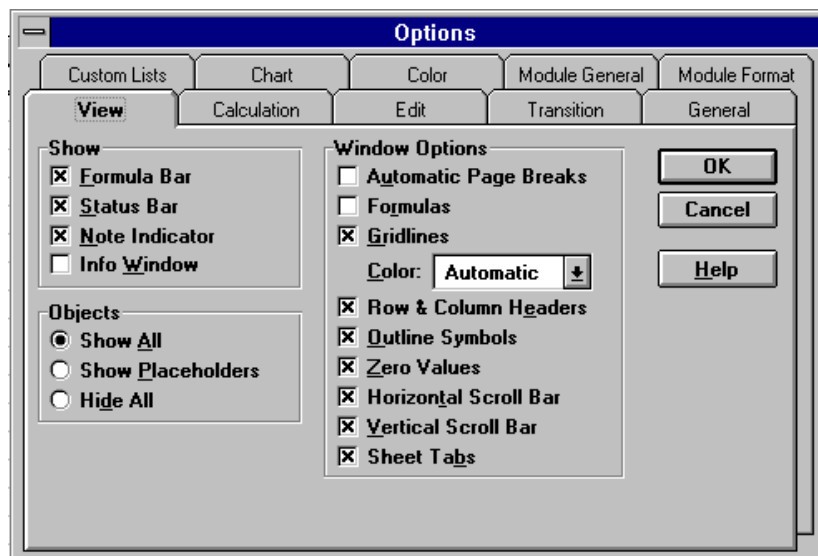 Options
Custom Lists Chart Color Module General Module Format
View Calculation Edit Transition General
Show
Formula Bar
Status Bar
Note Indicator
Info Window
Objects
Show All
Show Placeholders
Hide All
Window Options
Automatic Page Breaks
Formulas
Gridlines
Color: Automatic
Row & Column Headers
Outline Symbols
Zero Values
Horizontal Scroll Bar
Vertical Scroll Bar
Sheet Tabs
OK
Cancel
Help